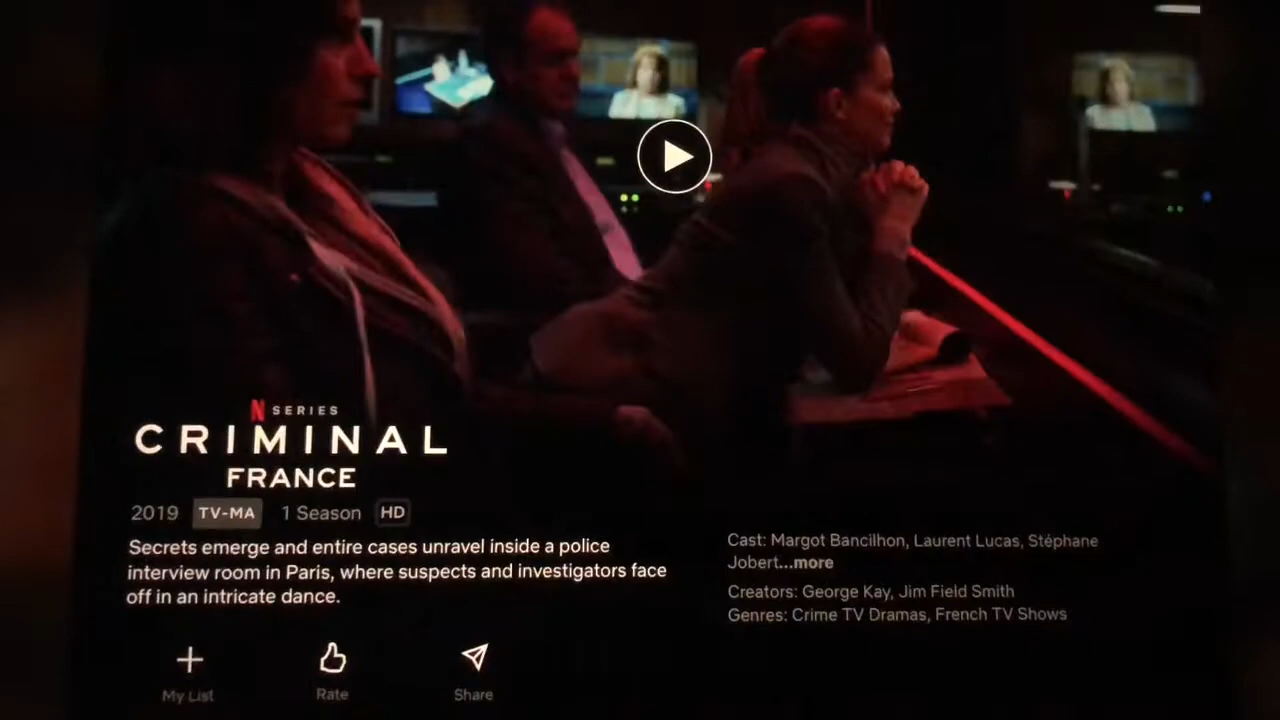 N SERIES
CRIMINAL
FRANCE
2019 TV-MA 1 Season HD
Secrets emerge and entire cases unravel inside a police
interview room in Paris, where suspects and investigators face
off in an intricate dance.
Cast: Margot Bancilhon, Laurent Lucas, Stéphane
Jobert...more
Creators: George Kay, Jim Field Smith
Genres: Crime TV Dramas, French TV Shows
My List
Rate
Share